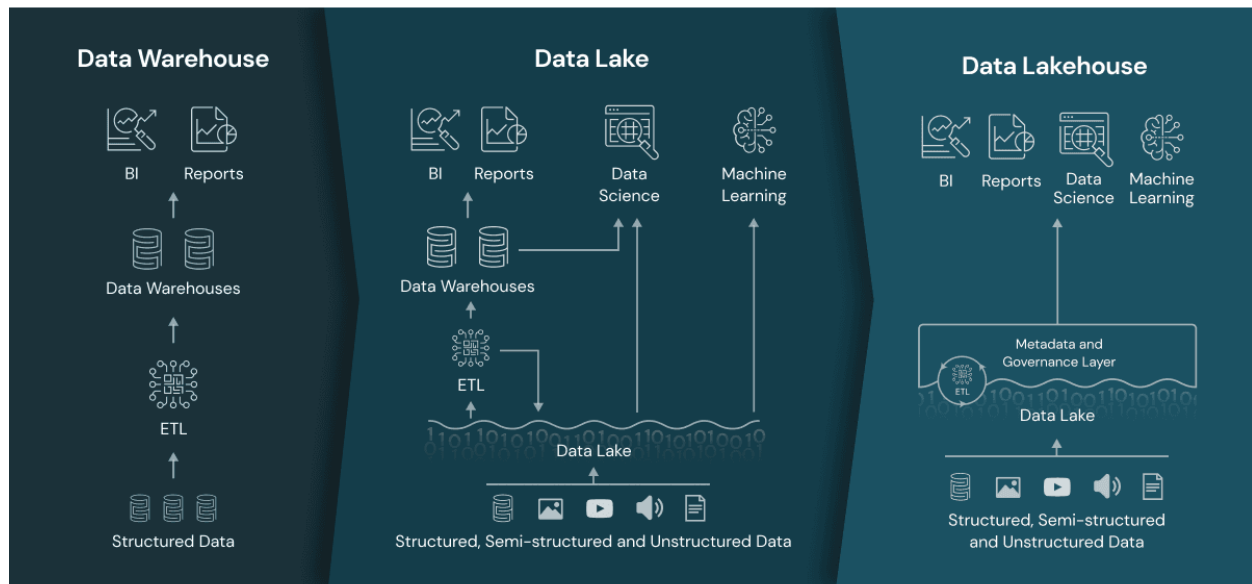 Data Warehouse
BI
Reports
Data Warehouses
ETL
Structured Data
Data Lake
BI
Reports
Data
Science
Machine
Learning
Data Warehouses
ETL
Data Lake
Structured, Semi-structured and Unstructured Data
Data Lakehouse
BI
Reports
Data
Science
Machine
Learning
Metadata and
Governance Layer
ETL
Data Lake
Structured, Semi-structured
and Unstructured Data